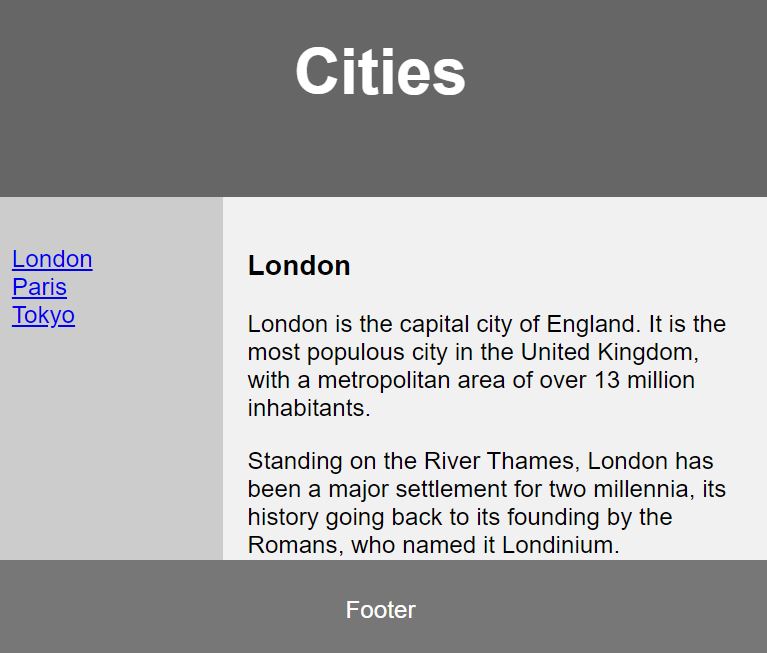 Cities
London
Paris
Tokyo
London
London is the capital city of England. It is the
most populous city in the United Kingdom,
with a metropolitan area of over 13 million
inhabitants.
Standing on the River Thames, London has
been a major settlement for two millennia, its
history going back to its founding by the
Romans, who named it Londinium.
Footer